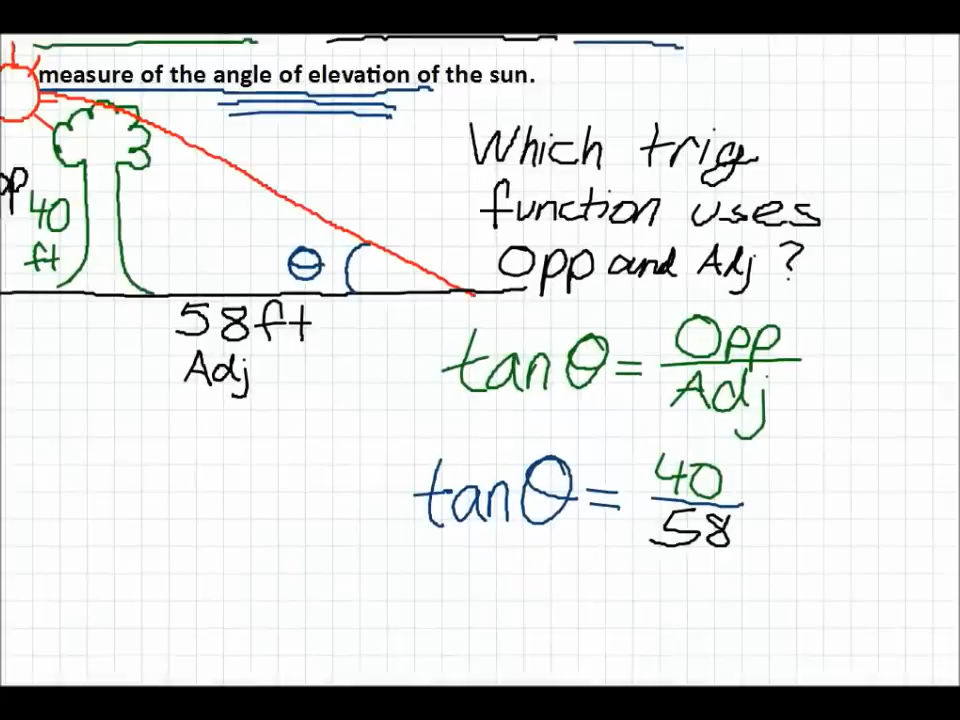 measure of the angle of elevation of the sun.
Which trig
function uses
Opp and Adj ?
pp
40
ft
θ
58ft
Adj
tan θ = Opp
Adj
tan θ = 40
58